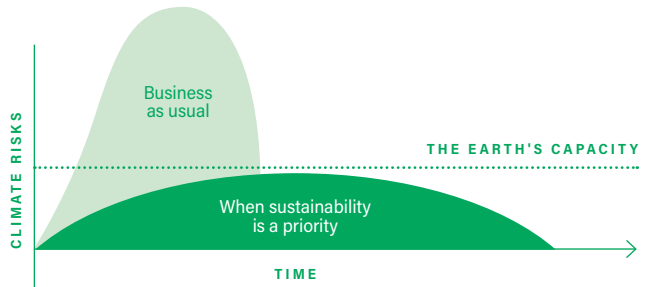 Business
as usual
THE EARTH'S CAPACITY
CLIMATE RISKS
When sustainability
is a priority
TIME